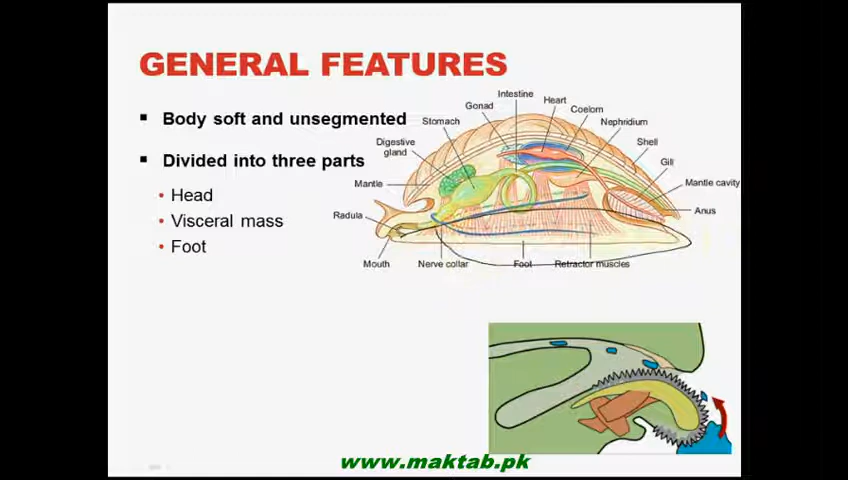 GENERAL FEATURES
▪ Body soft and unsegmented
▪ Divided into three parts
• Head
• Visceral mass
• Foot
Intestine
Gonad
Heart
Coelom
Stomach
Nephridium
Digestive
gland
Shell
Gill
Mantle
Mantle cavity
Radula
Anus
Mouth
Nerve collar
Foot
Retractor muscles
www.maktab.pk